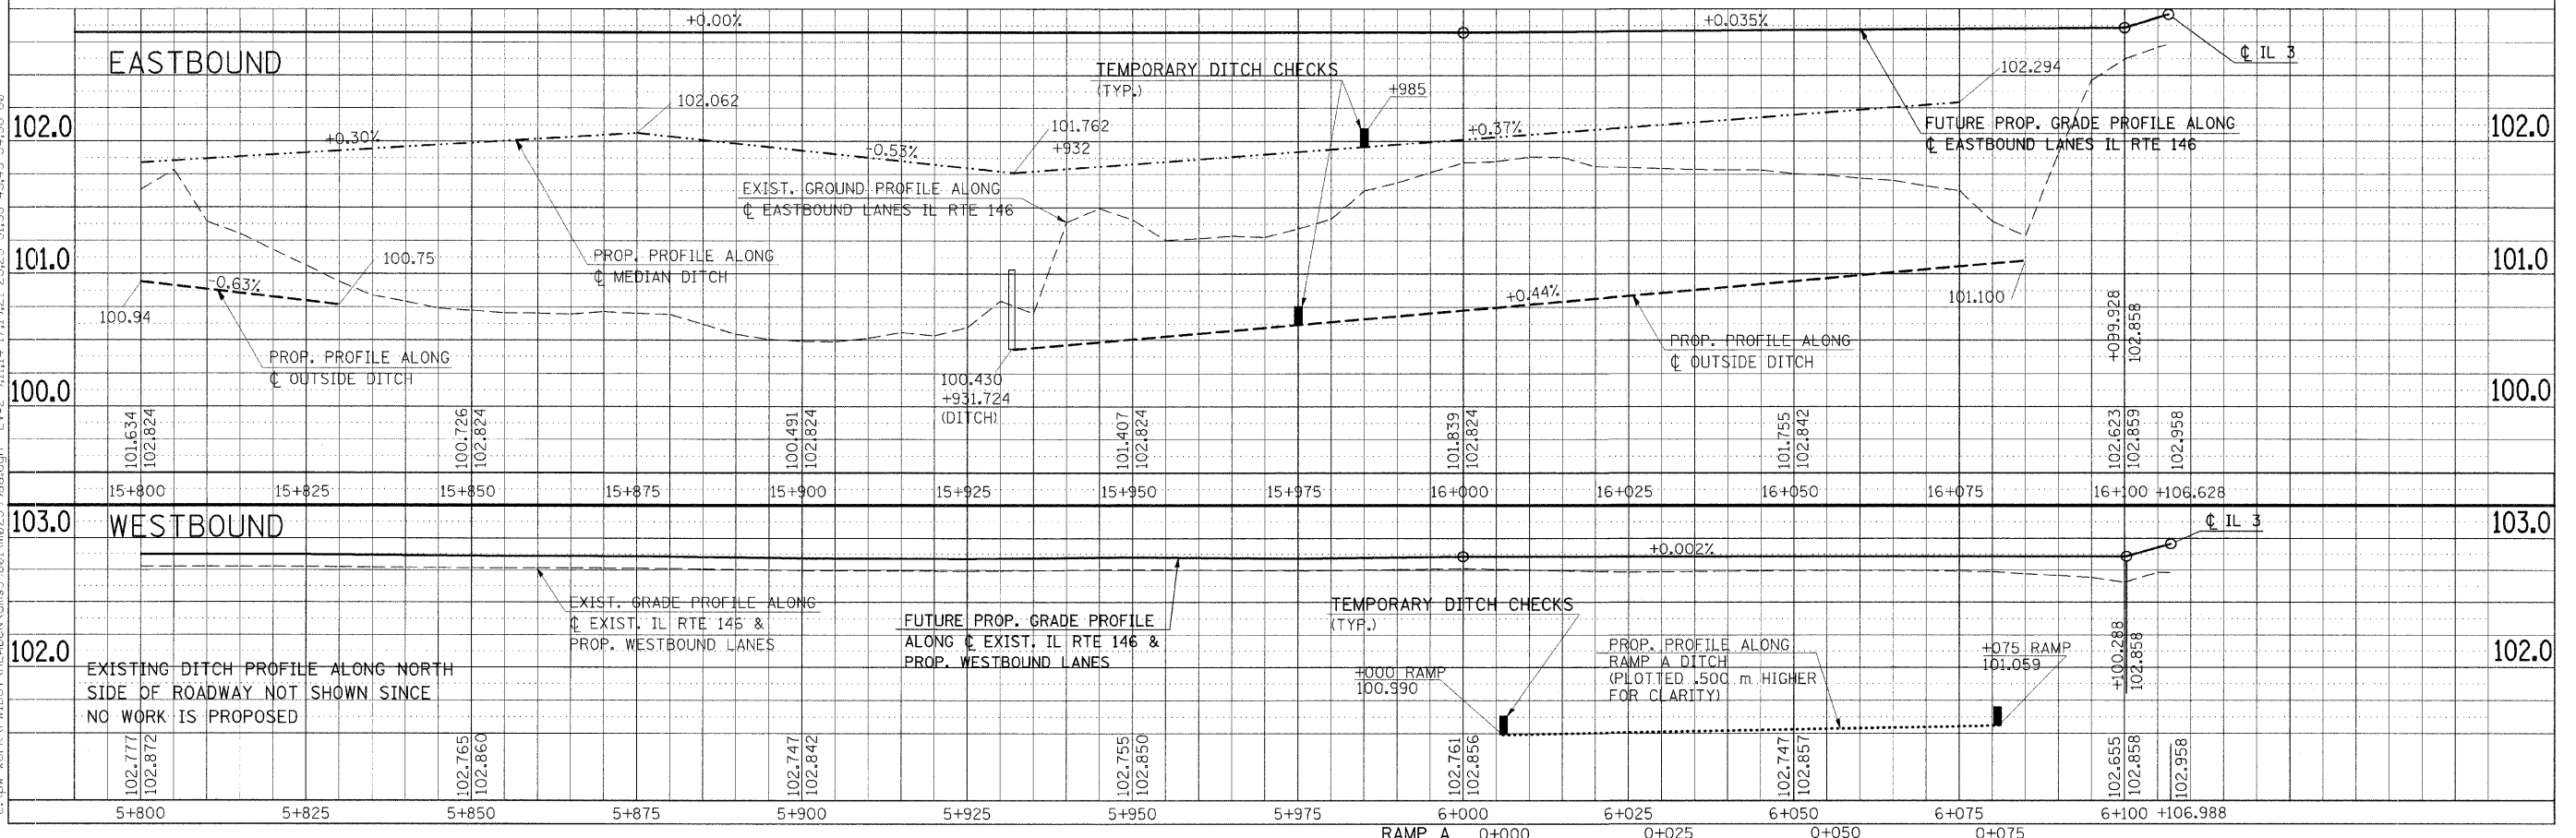 +0.00%
+0.035%
EASTBOUND
℄ IL 3
TEMPORARY DITCH CHECKS
(TYP.)
+985
102.294
102.062
102.0
+0.30%
101.762
+932
+0.37%
-0.53%
FUTURE PROP. GRADE PROFILE ALONG
℄ EASTBOUND LANES IL RTE 146
102.0
EXIST. GROUND PROFILE ALONG
℄ EASTBOUND LANES IL RTE 146
101.0
100.75
PROP. PROFILE ALONG
℄ MEDIAN DITCH
101.0
-0.63%
+0.44%
101.100
100.94
+099.928
102.858
PROP. PROFILE ALONG
℄ OUTSIDE DITCH
PROP. PROFILE ALONG
℄ OUTSIDE DITCH
100.0
100.430
+931.724
(DITCH)
100.0
101.634
102.824
100.726
102.824
100.491
102.824
101.407
102.824
101.839
102.824
101.755
102.842
102.623
102.859
102.958
15+800 15+825 15+850 15+875 15+900 15+925 15+950 15+975 16+000 16+025 16+050 16+075 16+100 +106.628
103.0
WESTBOUND
℄ IL 3
103.0
+0.002%
EXIST. GRADE PROFILE ALONG
℄ EXIST. IL RTE 146 &
PROP. WESTBOUND LANES
FUTURE PROP. GRADE PROFILE
ALONG ℄ EXIST. IL RTE 146 &
PROP. WESTBOUND LANES
TEMPORARY DITCH CHECKS
(TYP.)
PROP. PROFILE ALONG
RAMP A DITCH
(PLOTTED .500 m HIGHER
FOR CLARITY)
+000 RAMP
100.990
+075 RAMP
101.059
+100.288
102.858
102.0
102.0
EXISTING DITCH PROFILE ALONG NORTH
SIDE OF ROADWAY NOT SHOWN SINCE
NO WORK IS PROPOSED
102.777
102.872
102.765
102.860
102.747
102.842
102.755
102.850
102.761
102.856
102.747
102.857
102.655
102.858
102.958
5+800 5+825 5+850 5+875 5+900 5+925 5+950 5+975 6+000 6+025 6+050 6+075 6+100 +106.988
RAMP A 0+000 0+025 0+050 0+075